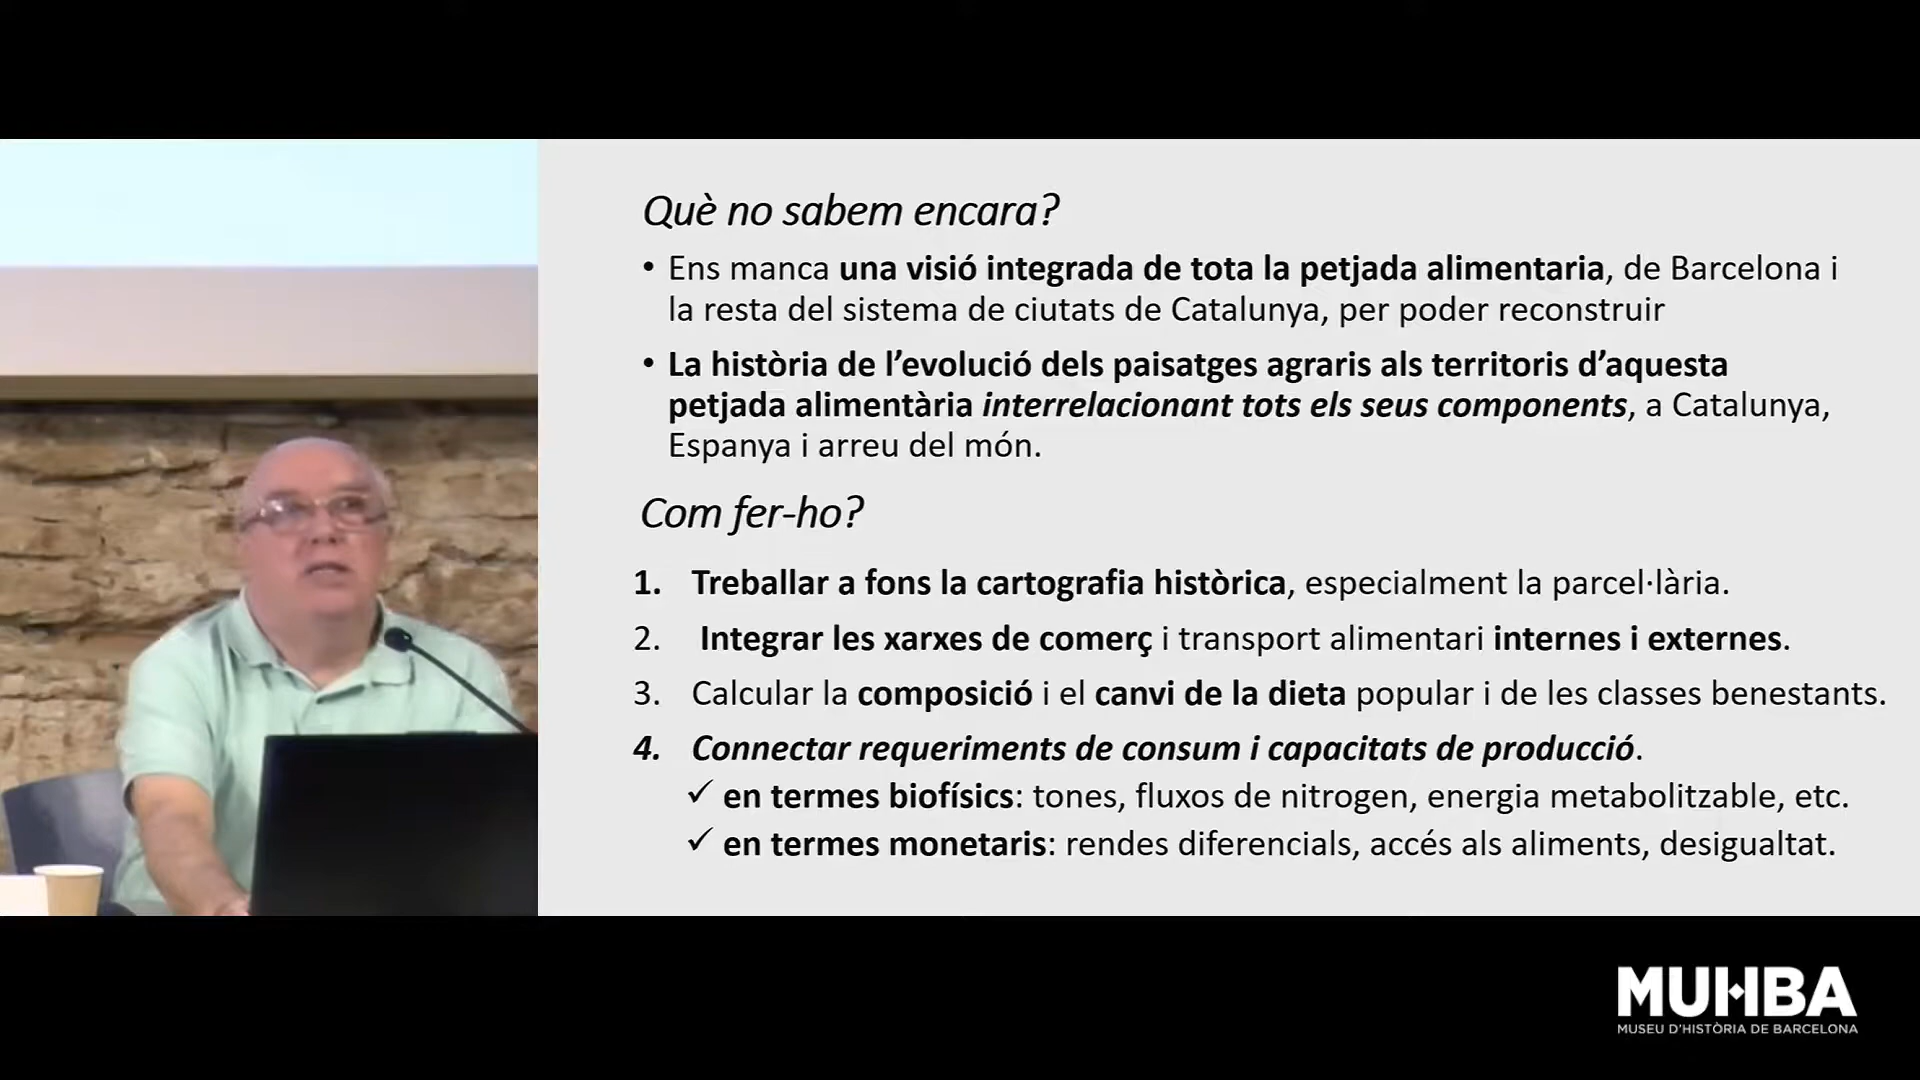 Què no sabem encara?
• Ens manca una visió integrada de tota la petjada alimentaria, de Barcelona i
la resta del sistema de ciutats de Catalunya, per poder reconstruir
• La història de l’evolució dels paisatges agraris als territoris d’aquesta
petjada alimentària interrelacionant tots els seus components, a Catalunya,
Espanya i arreu del món.
Com fer-ho?
1. Treballar a fons la cartografia històrica, especialment la parcel·lària.
2. Integrar les xarxes de comerç i transport alimentari internes i externes.
3. Calcular la composició i el canvi de la dieta popular i de les classes benestants.
4. Connectar requeriments de consum i capacitats de producció.
✓ en termes biofísics: tones, fluxos de nitrogen, energia metabolitzable, etc.
✓ en termes monetaris: rendes diferencials, accés als aliments, desigualtat.
MUHBA
MUSEU D'HISTÒRIA DE BARCELONA